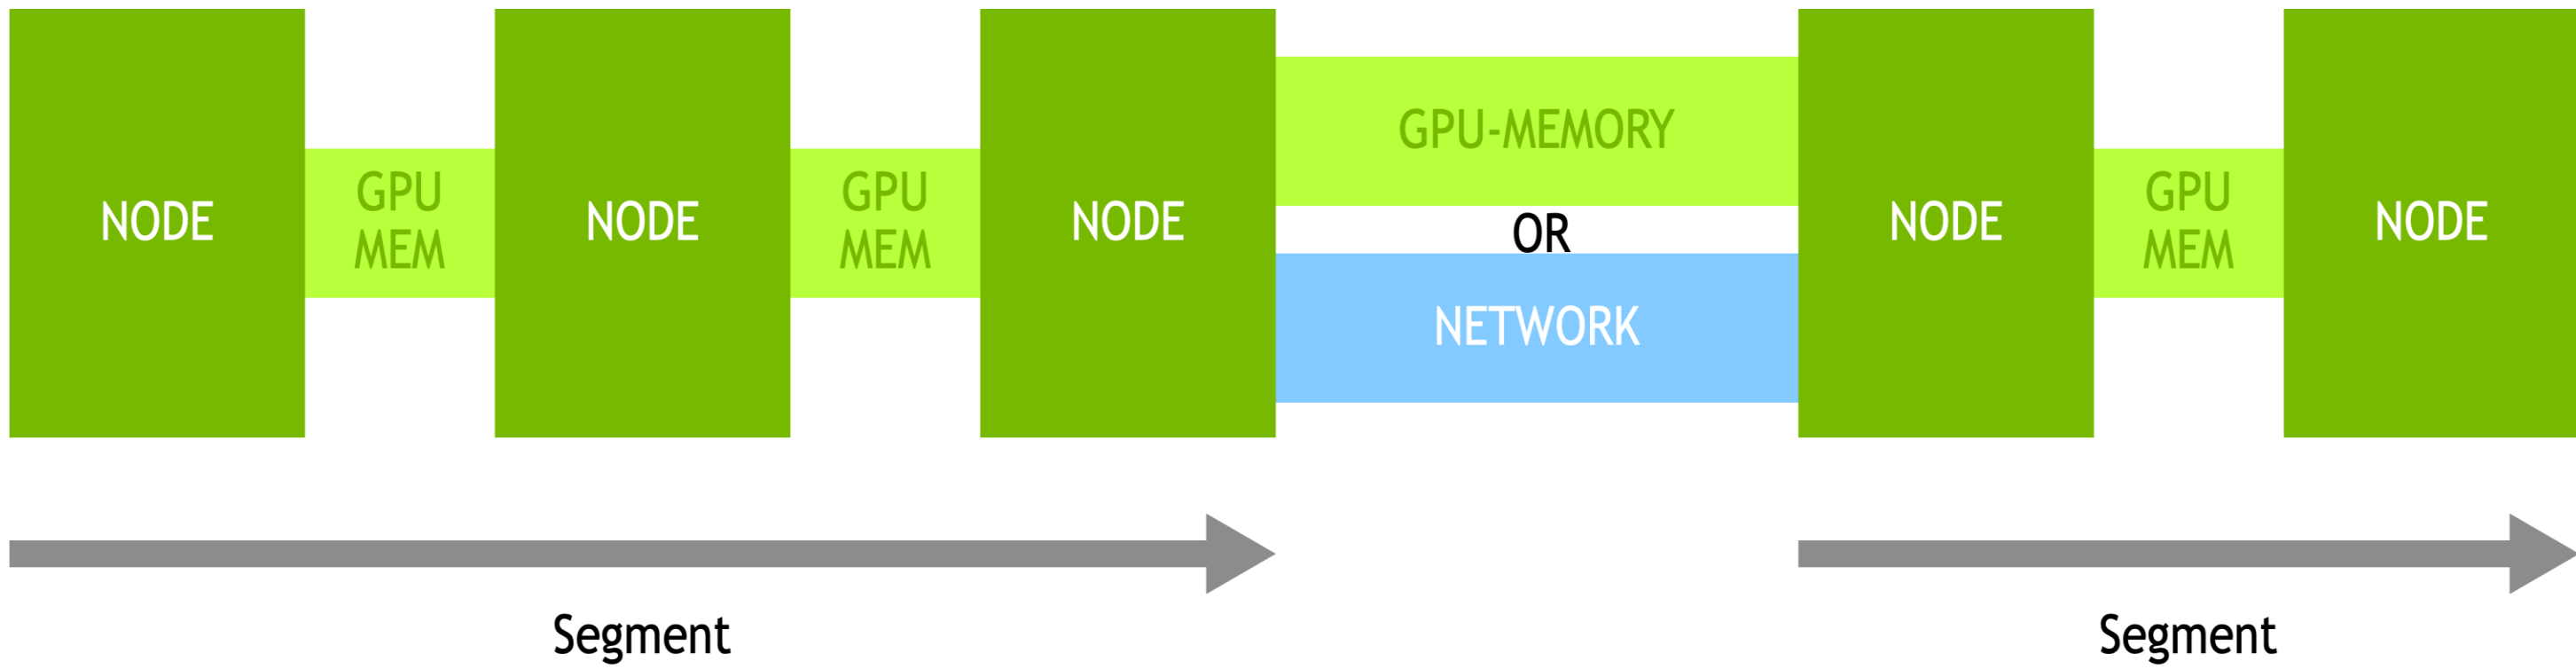 NODE
GPU
MEM
NODE
GPU
MEM
NODE
GPU-MEMORY
OR
NETWORK
NODE
GPU
MEM
NODE
Segment
Segment